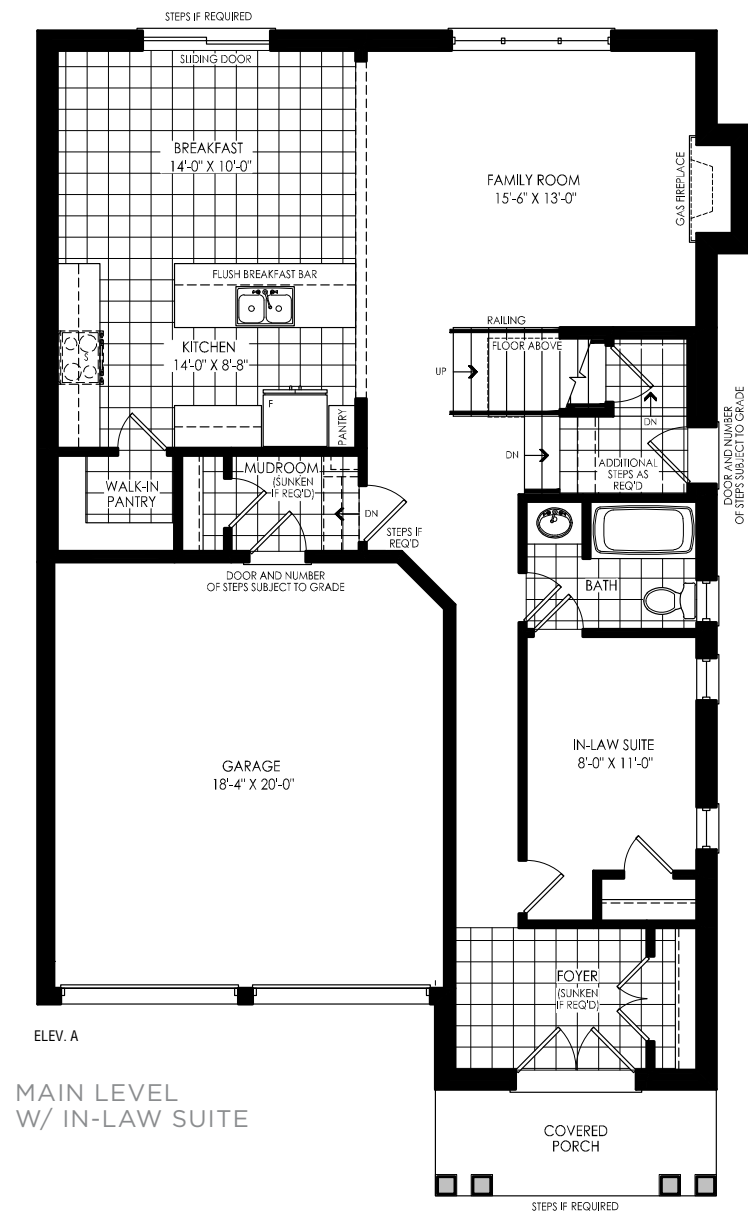 STEPS IF REQUIRED
SLIDING DOOR
BREAKFAST
14'-0" X 10'-0"
FAMILY ROOM
15'-6" X 13'-0"
GAS FIREPLACE
FLUSH BREAKFAST BAR
KITCHEN
14'-0" X 8'-8"
S
F
PANTRY
RAILING
FLOOR ABOVE
UP
DN
DN
ADDITIONAL
STEPS AS
REQ'D
DOOR AND NUMBER
OF STEPS SUBJECT TO GRADE
WALK-IN
PANTRY
MUDROOM
(SUNKEN
IF REQ'D)
DN
STEPS IF
REQ'D
DOOR AND NUMBER
OF STEPS SUBJECT TO GRADE
BATH
GARAGE
18'-4" X 20'-0"
IN-LAW SUITE
8'-0" X 11'-0"
FOYER
(SUNKEN
IF REQ'D)
ELEV. A
MAIN LEVEL
W/ IN-LAW SUITE
COVERED
PORCH
STEPS IF REQUIRED